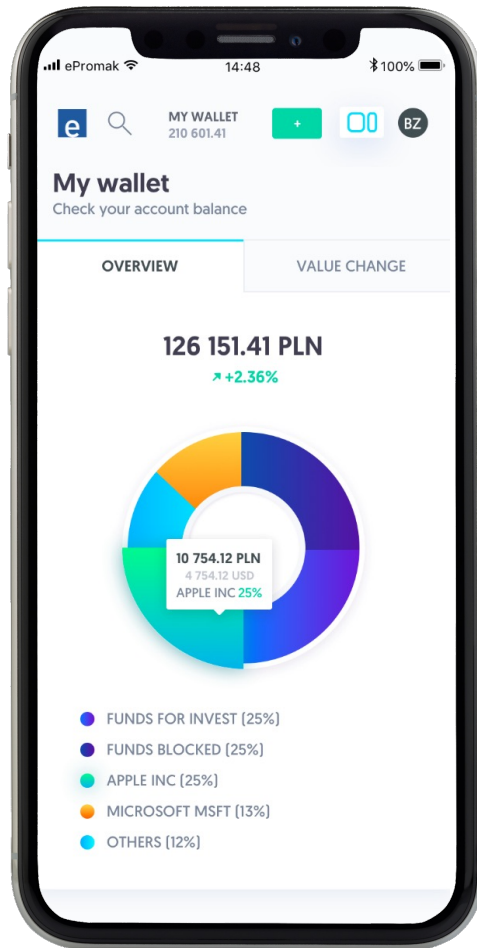 ePromak
14:48
100%
e
MY WALLET
210 601.41
+
BZ
My wallet
Check your account balance
OVERVIEW
VALUE CHANGE
126 151.41 PLN
+2.36%
10 754.12 PLN
4 754.12 USD
APPLE INC 25%
FUNDS FOR INVEST (25%)
FUNDS BLOCKED (25%)
APPLE INC (25%)
MICROSOFT MSFT (13%)
OTHERS (12%)